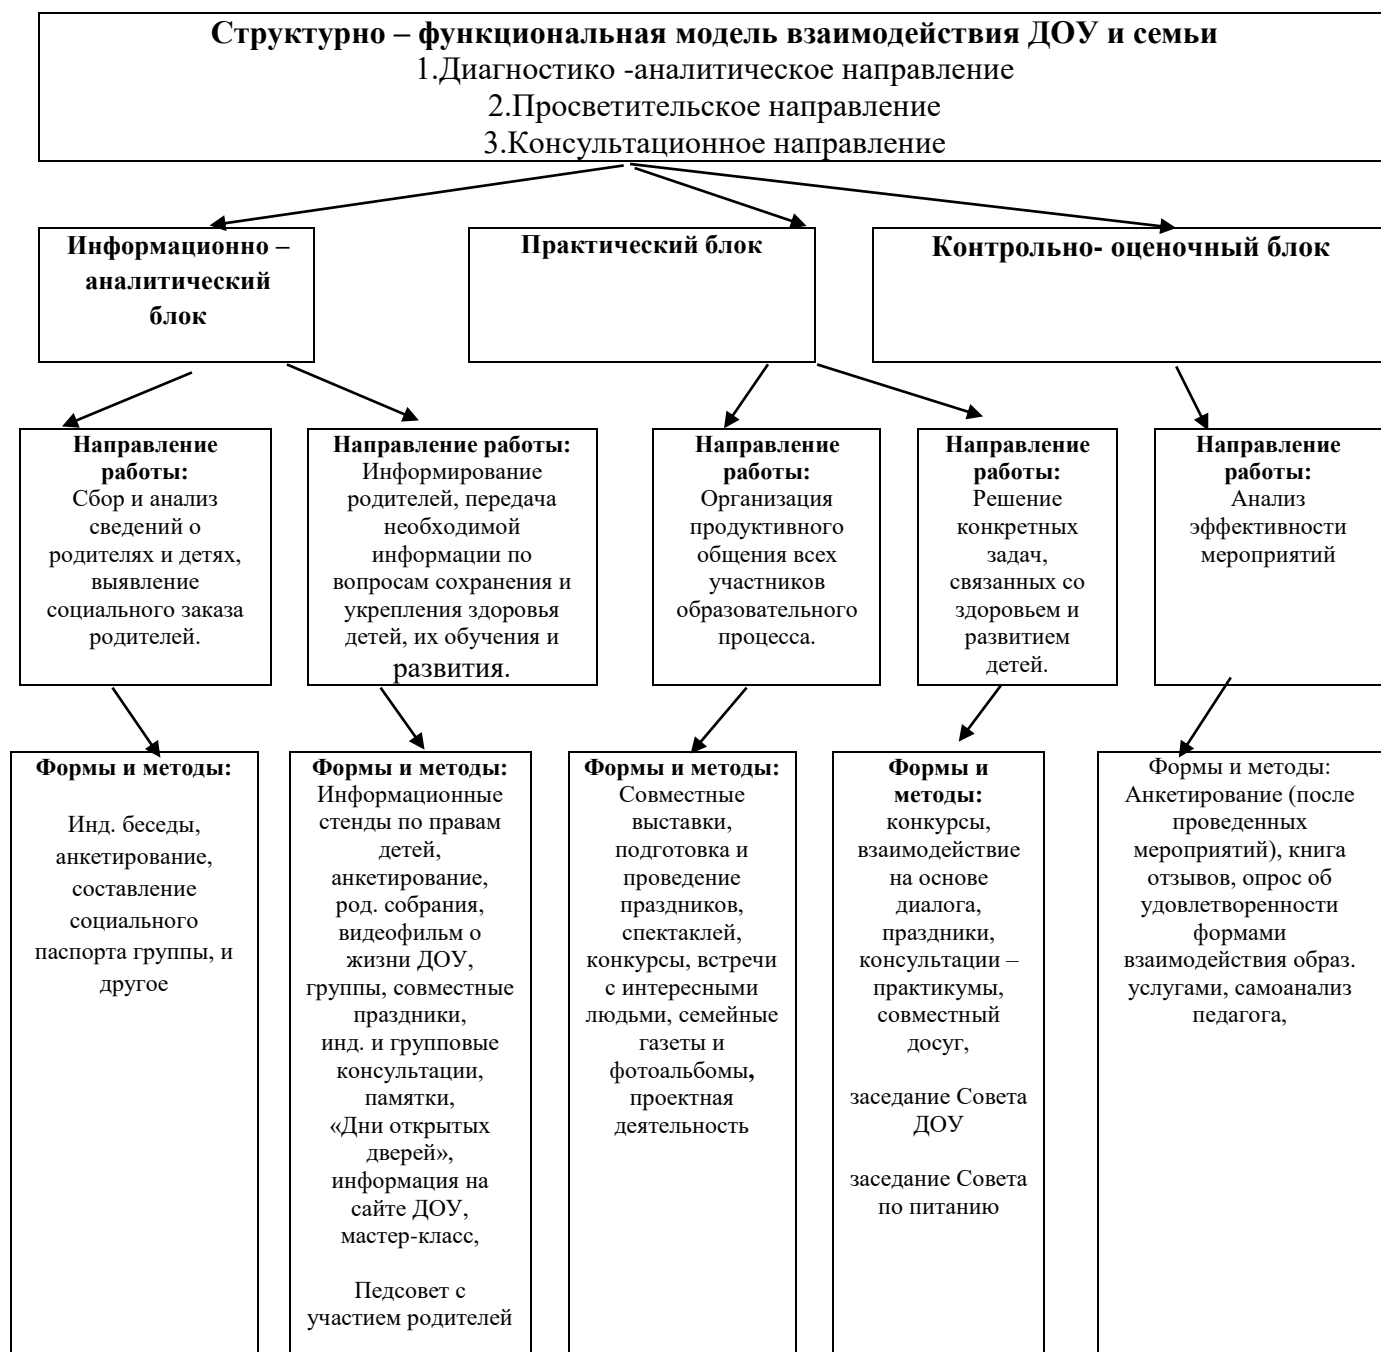 Структурно – функциональная модель взаимодействия ДОУ и семьи
1.Диагностико -аналитическое направление
2.Просветительское направление
3.Консультационное направление
Информационно –
аналитический
блок
Практический блок
Контрольно- оценочный блок
Направление
работы:
Сбор и анализ
сведений о
родителях и детях,
выявление
социального заказа
родителей.
Направление работы:
Информирование
родителей, передача
необходимой
информации по
вопросам сохранения и
укрепления здоровья
детей, их обучения и
развития.
Направление
работы:
Организация
продуктивного
общения всех
участников
образовательного
процесса.
Направление
работы:
Решение
конкретных
задач,
связанных со
здоровьем и
развитием
детей.
Направление
работы:
Анализ
эффективности
мероприятий
Формы и методы:
Инд. беседы,
анкетирование,
составление
социального
паспорта группы, и
другое
Формы и методы:
Информационные
стенды по правам
детей,
анкетирование,
род. собрания,
видеофильм о
жизни ДОУ,
группы, совместные
праздники,
инд. и групповые
консультации,
памятки,
«Дни открытых
дверей»,
информация на
сайте ДОУ,
мастер-класс,
Педсовет с
участием родителей
Формы и методы:
Совместные
выставки,
подготовка и
проведение
праздников,
спектаклей,
конкурсы, встречи
с интересными
людьми, семейные
газеты и
фотоальбомы,
проектная
деятельность
Формы и
методы:
конкурсы,
взаимодействие
на основе
диалога,
праздники,
консультации –
практикумы,
совместный
досуг,
заседание Совета
ДОУ
заседание Совета
по питанию
Формы и методы:
Анкетирование (после
проведенных
мероприятий), книга
отзывов, опрос об
удовлетворенности
формами
взаимодействия образ.
услугами, самоанализ
педагога,